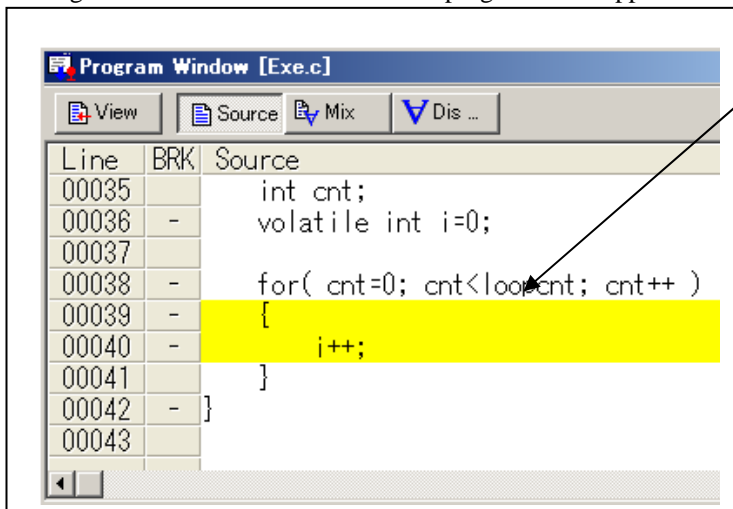 Program Window [Exe.c]
View Source Mix Dis ...
Line BRK Source
00035 int cnt;
00036 - volatile int i=0;
00037
00038 - for( cnt=0; cnt<loopcnt; cnt++ )
00039 - {
00040 - i++;
00041 }
00042 - }
00043